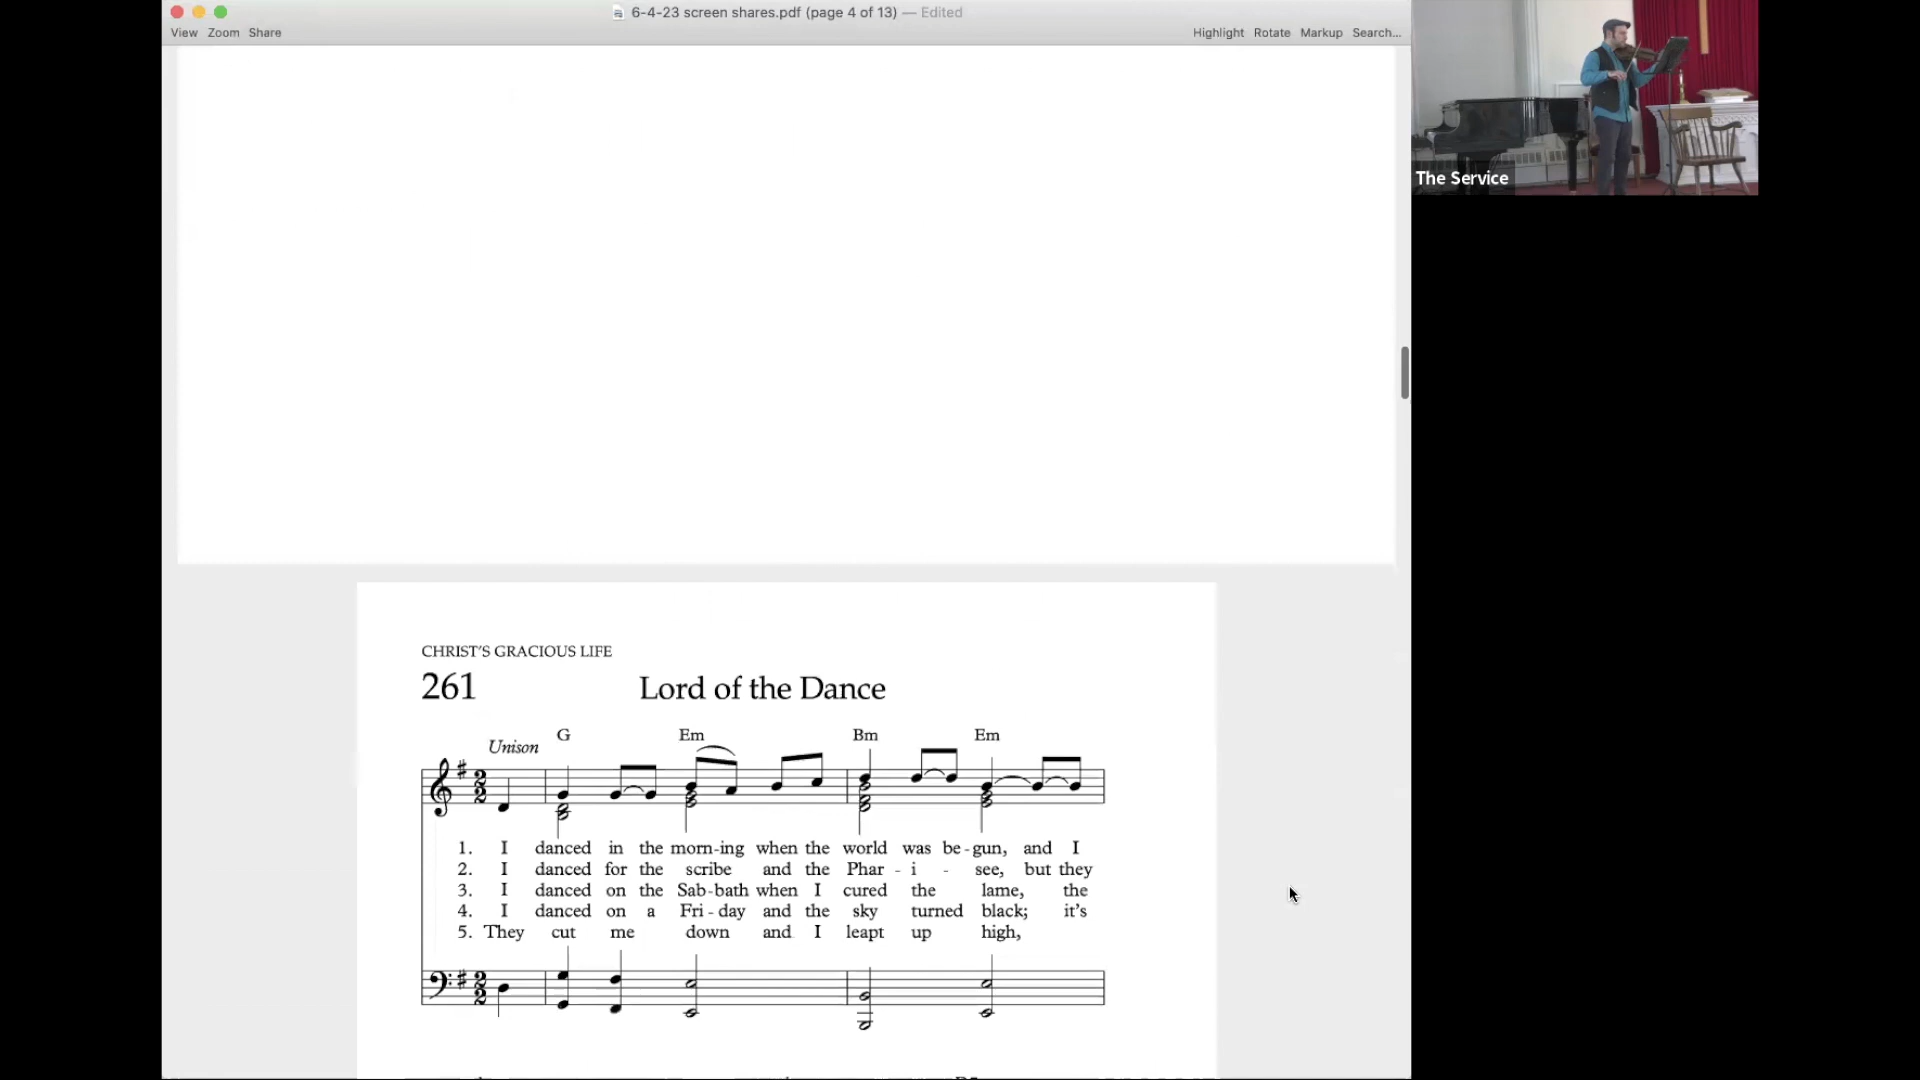 6-4-23 screen shares.pdf (page 4 of 13) — Edited
View Zoom Share
Highlight Rotate Markup Search...
The Service
CHRIST'S GRACIOUS LIFE
261 Lord of the Dance
Unison G Em Bm Em
1. I danced in the morn-ing when the world was be-gun, and I
2. I danced for the scribe and the Phar - i - see, but they
3. I danced on the Sab-bath when I cured the lame, the
4. I danced on a Fri - day and the sky turned black; it's
5. They cut me down and I leapt up high,